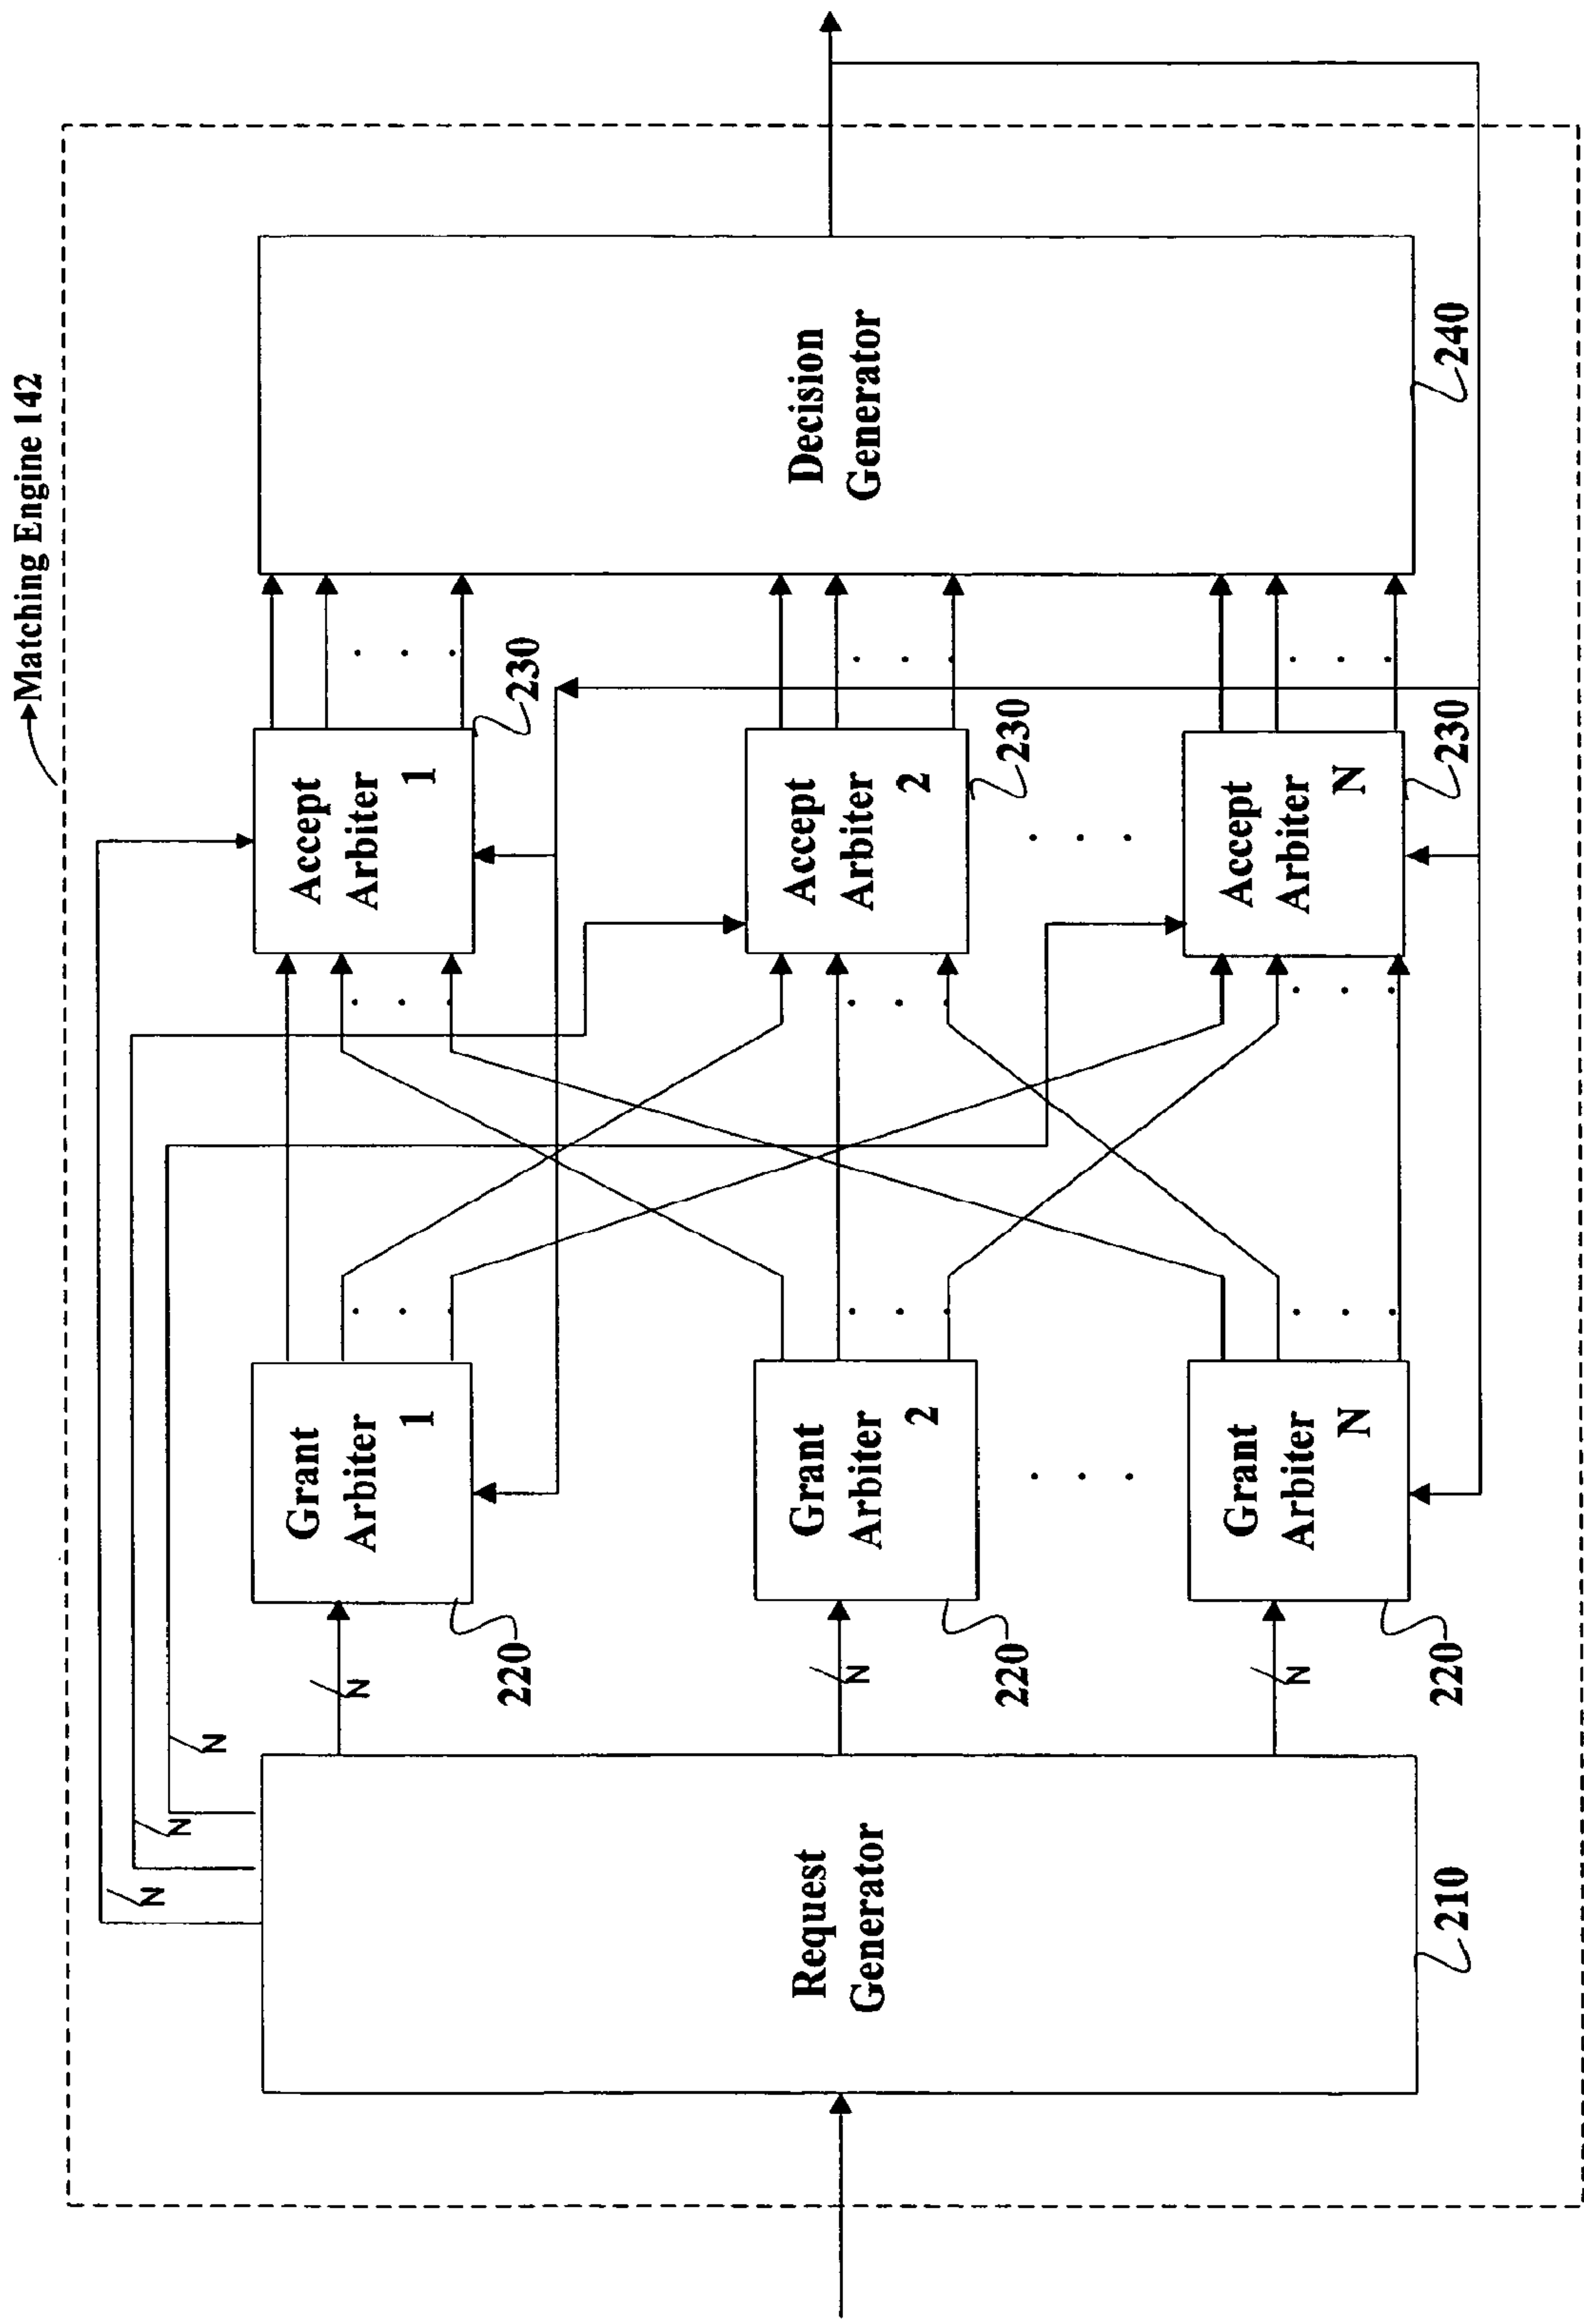 Matching Engine 142
Request
Generator
210
N
N
N
N
N
N
Grant
Arbiter
1
220
Grant
Arbiter
2
220
Grant
Arbiter
N
220
Accept
Arbiter
1
230
Accept
Arbiter
2
230
Accept
Arbiter
N
230
Decision
Generator
240